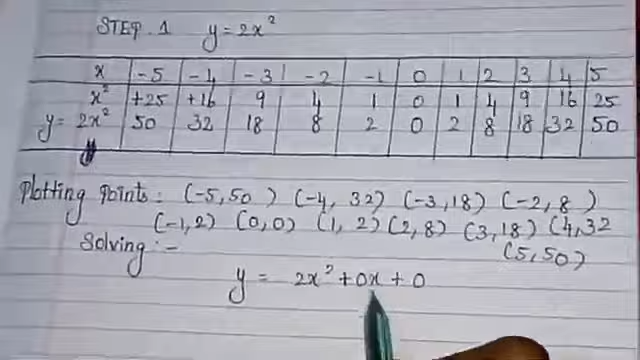 STEP.1 y = 2x²
x -5 -4 -3 -2 -1 0 1 2 3 4 5
x² +25 +16 9 4 1 0 1 4 9 16 25
y = 2x² 50 32 18 8 2 0 2 8 18 32 50
Plotting Points: (-5,50) (-4, 32) (-3,18) (-2,8)
(-1,2) (0,0) (1, 2) (2,8) (3,18) (4,32
Solving :- (5,50)
y = 2x² + 0x + 0